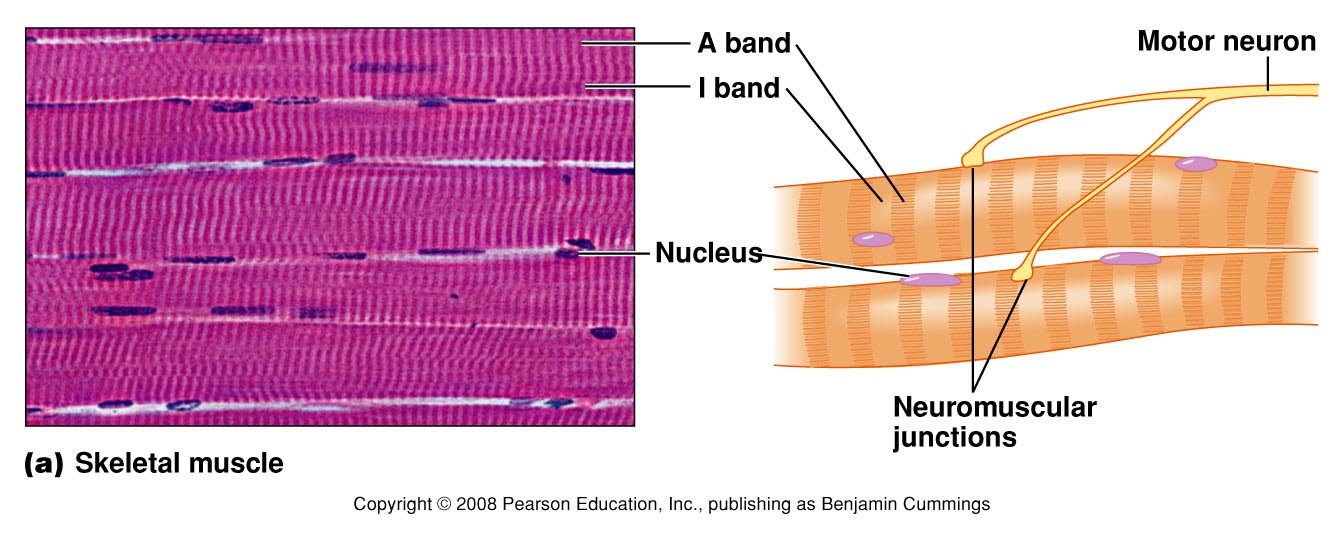 A band
I band
Motor neuron
Nucleus
Neuromuscular
junctions
(a) Skeletal muscle
Copyright © 2008 Pearson Education, Inc., publishing as Benjamin Cummings